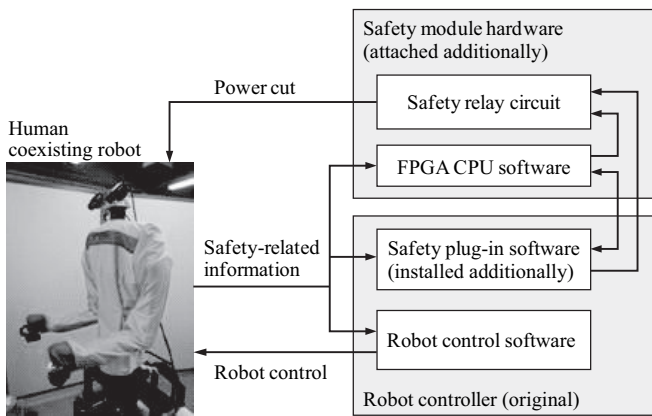 Safety module hardware
(attached additionally)
Power cut
Safety relay circuit
Human
coexisting robot
FPGA CPU software
Safety-related
information
Safety plug-in software
(installed additionally)
Robot control software
Robot control
Robot controller (original)